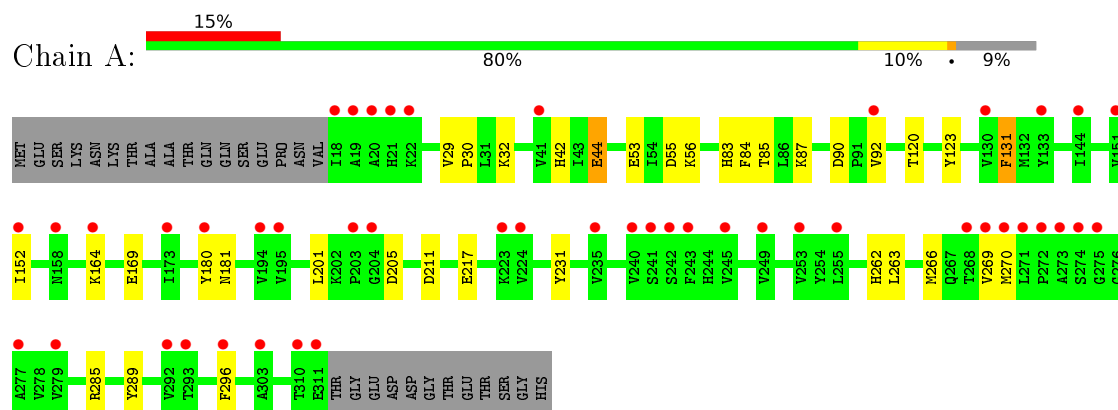 15%
Chain A:
80% 10% • 9%
MET GLU SER LYS ASN LYS THR ALA ALA THR GLN GLN SER GLU PRO ASN VAL I18 A19 A20 H21 K22 V29 P30 L31 K32 V41 H42 I43 E44 E53 I54 D55 K56 H83 F84 T85 L86 K87 D90 P91 V92 T120 Y123 V130 F131 M132 Y133 I144
I152 N158 K164 E169 I173 Y180 N181 V194 V195 L201 K202 P203 G204 D205 D211 E217 K223 V224 Y231 V235 V240 S241 S242 F243 H244 V245 V249 V253 Y254 L255 H262 L263 M266 Q267 T268 V269 M270 L271 P272 A273 S274 G275
A277 V278 V279 R285 Y289 V292 T293 F296 A303 T310 E311 THR GLY GLU ASP ASP GLY THR GLU THR SER GLY HIS